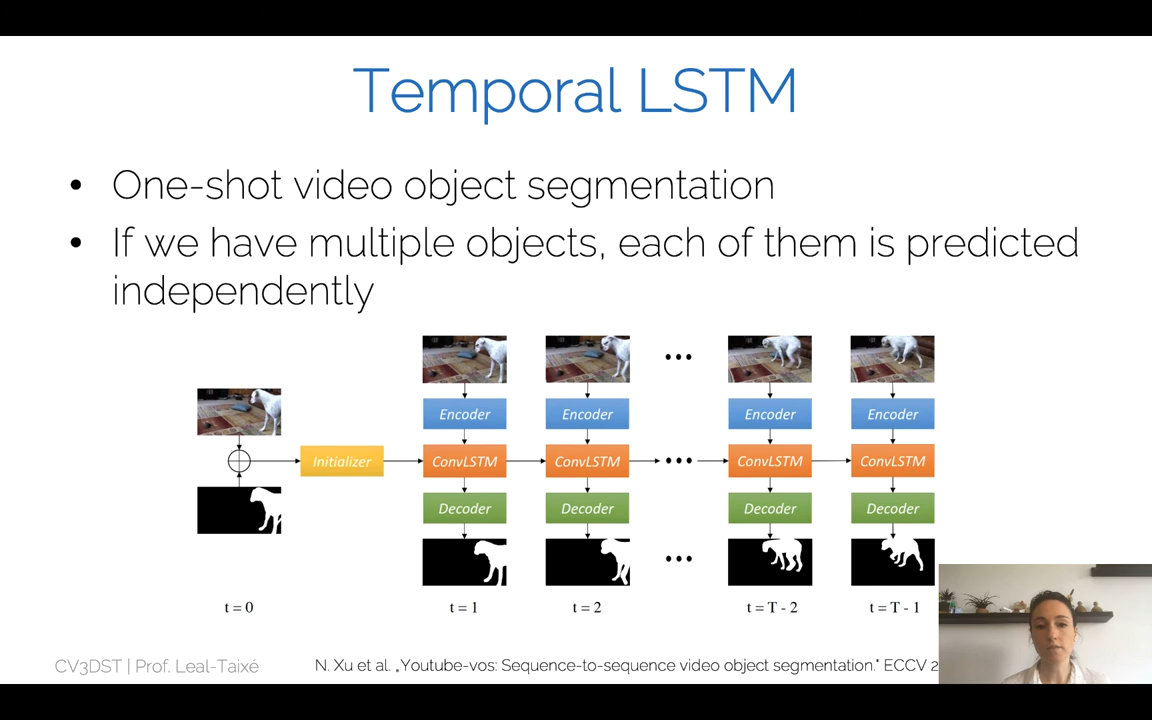 Temporal LSTM
• One-shot video object segmentation
• If we have multiple objects, each of them is predicted
independently
Encoder Encoder Encoder Encoder
Initializer ConvLSTM ConvLSTM ConvLSTM ConvLSTM
Decoder Decoder Decoder Decoder
t = 0 t = 1 t = 2 t = T - 2 t = T - 1
CV3DST | Prof. Leal-Taixé N. Xu et al. „Youtube-vos: Sequence-to-sequence video object segmentation.“ ECCV 2